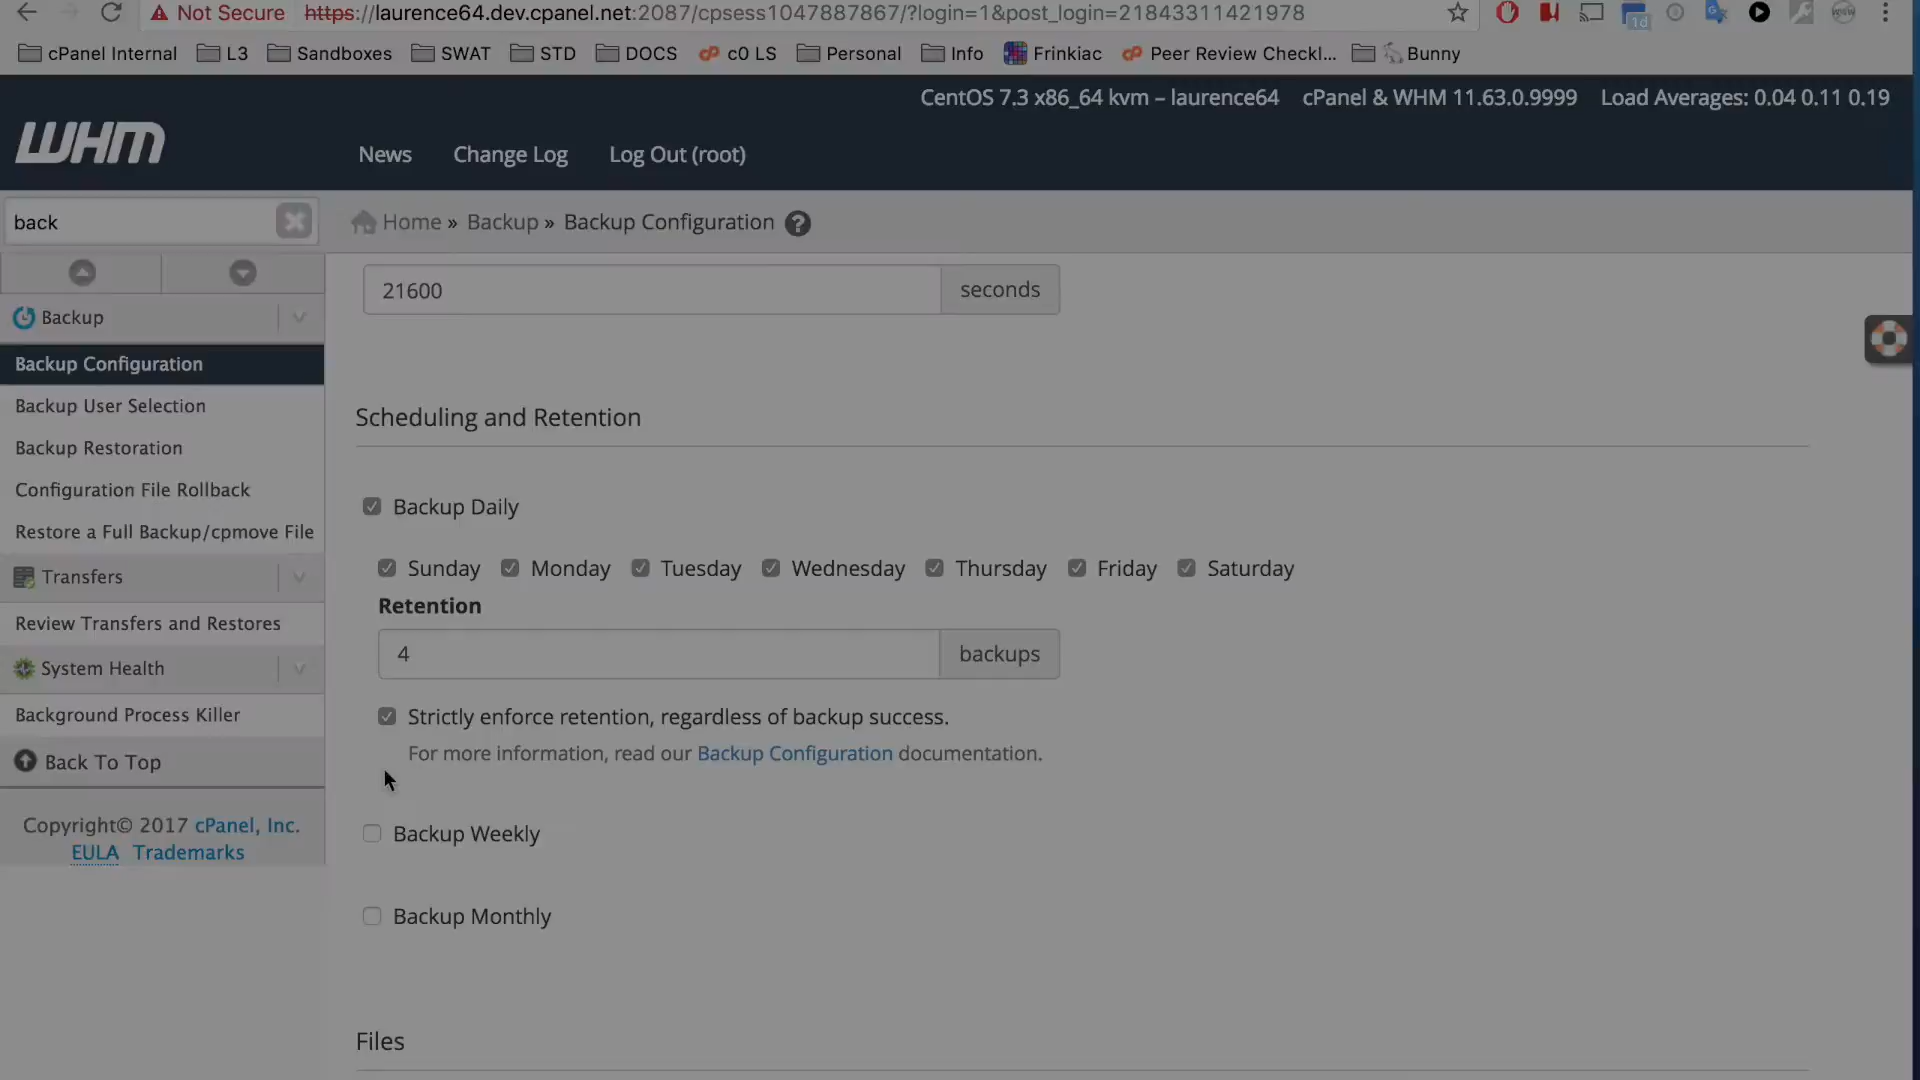 Not Secure https://laurence64.dev.cpanel.net:2087/cpsess1047887867/?login=1&post_login=21843311421978
1d
cPanel Internal L3 Sandboxes SWAT STD DOCS c0 LS Personal Info Frinkiac Peer Review Checkl... Bunny
CentOS 7.3 x86_64 kvm – laurence64 cPanel & WHM 11.63.0.9999 Load Averages: 0.04 0.11 0.19
WHM
News Change Log Log Out (root)
back
Home » Backup » Backup Configuration ?
21600 seconds
Backup
Backup Configuration
Backup User Selection
Backup Restoration
Configuration File Rollback
Restore a Full Backup/cpmove File
Transfers
Review Transfers and Restores
System Health
Background Process Killer
Back To Top
Copyright© 2017 cPanel, Inc.
EULA Trademarks
Scheduling and Retention
Backup Daily
Sunday Monday Tuesday Wednesday Thursday Friday Saturday
Retention
4 backups
Strictly enforce retention, regardless of backup success.
For more information, read our Backup Configuration documentation.
Backup Weekly
Backup Monthly
Files